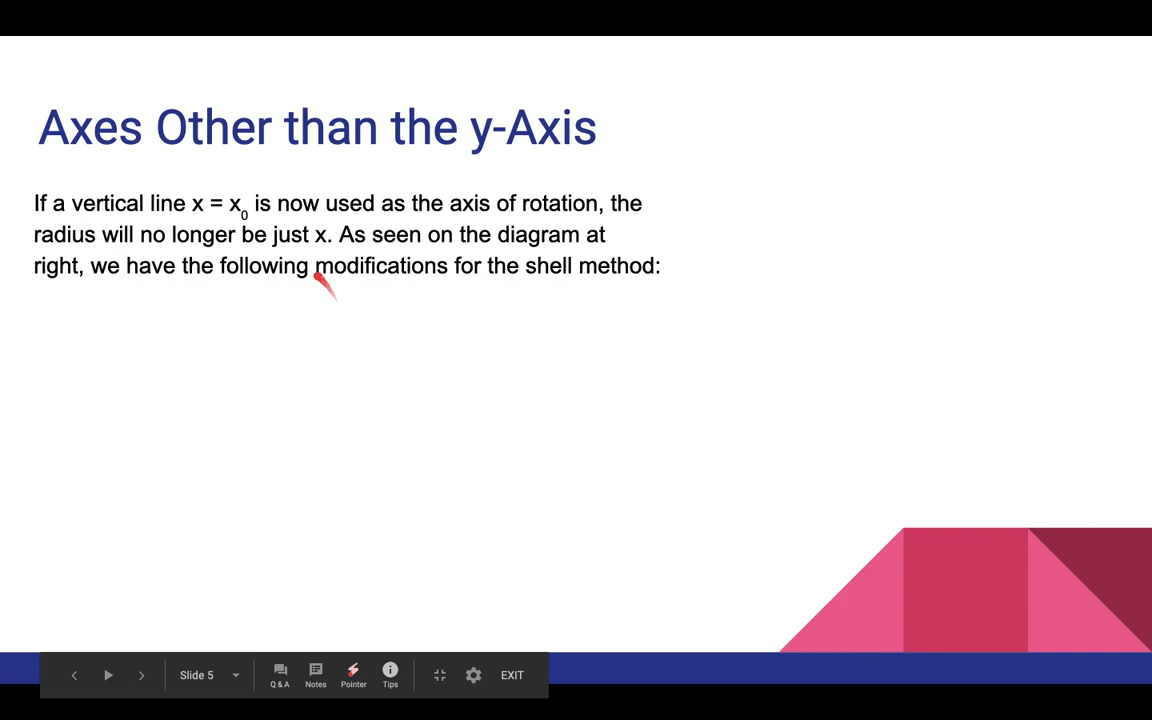 Axes Other than the y-Axis
If a vertical line x = x₀ is now used as the axis of rotation, the
radius will no longer be just x. As seen on the diagram at
right, we have the following modifications for the shell method:
Slide 5
Q & A
Notes
Pointer
Tips
EXIT